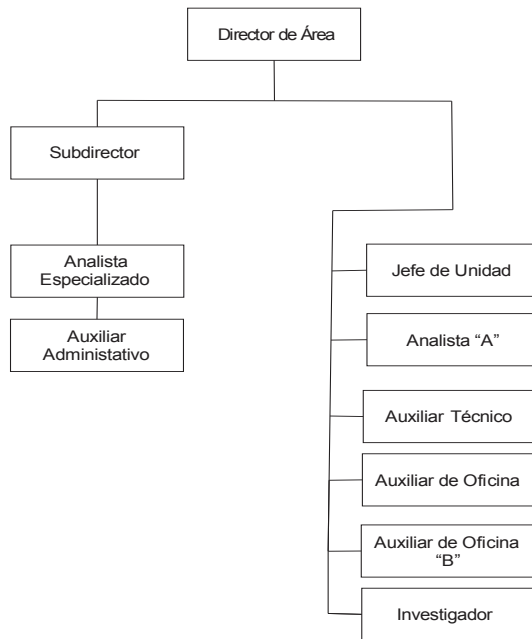 Director de Área
Subdirector
Analista
Especializado
Auxiliar
Administativo
Jefe de Unidad
Analista “A”
Auxiliar Técnico
Auxiliar de Oficina
Auxiliar de Oficina
“B”
Investigador